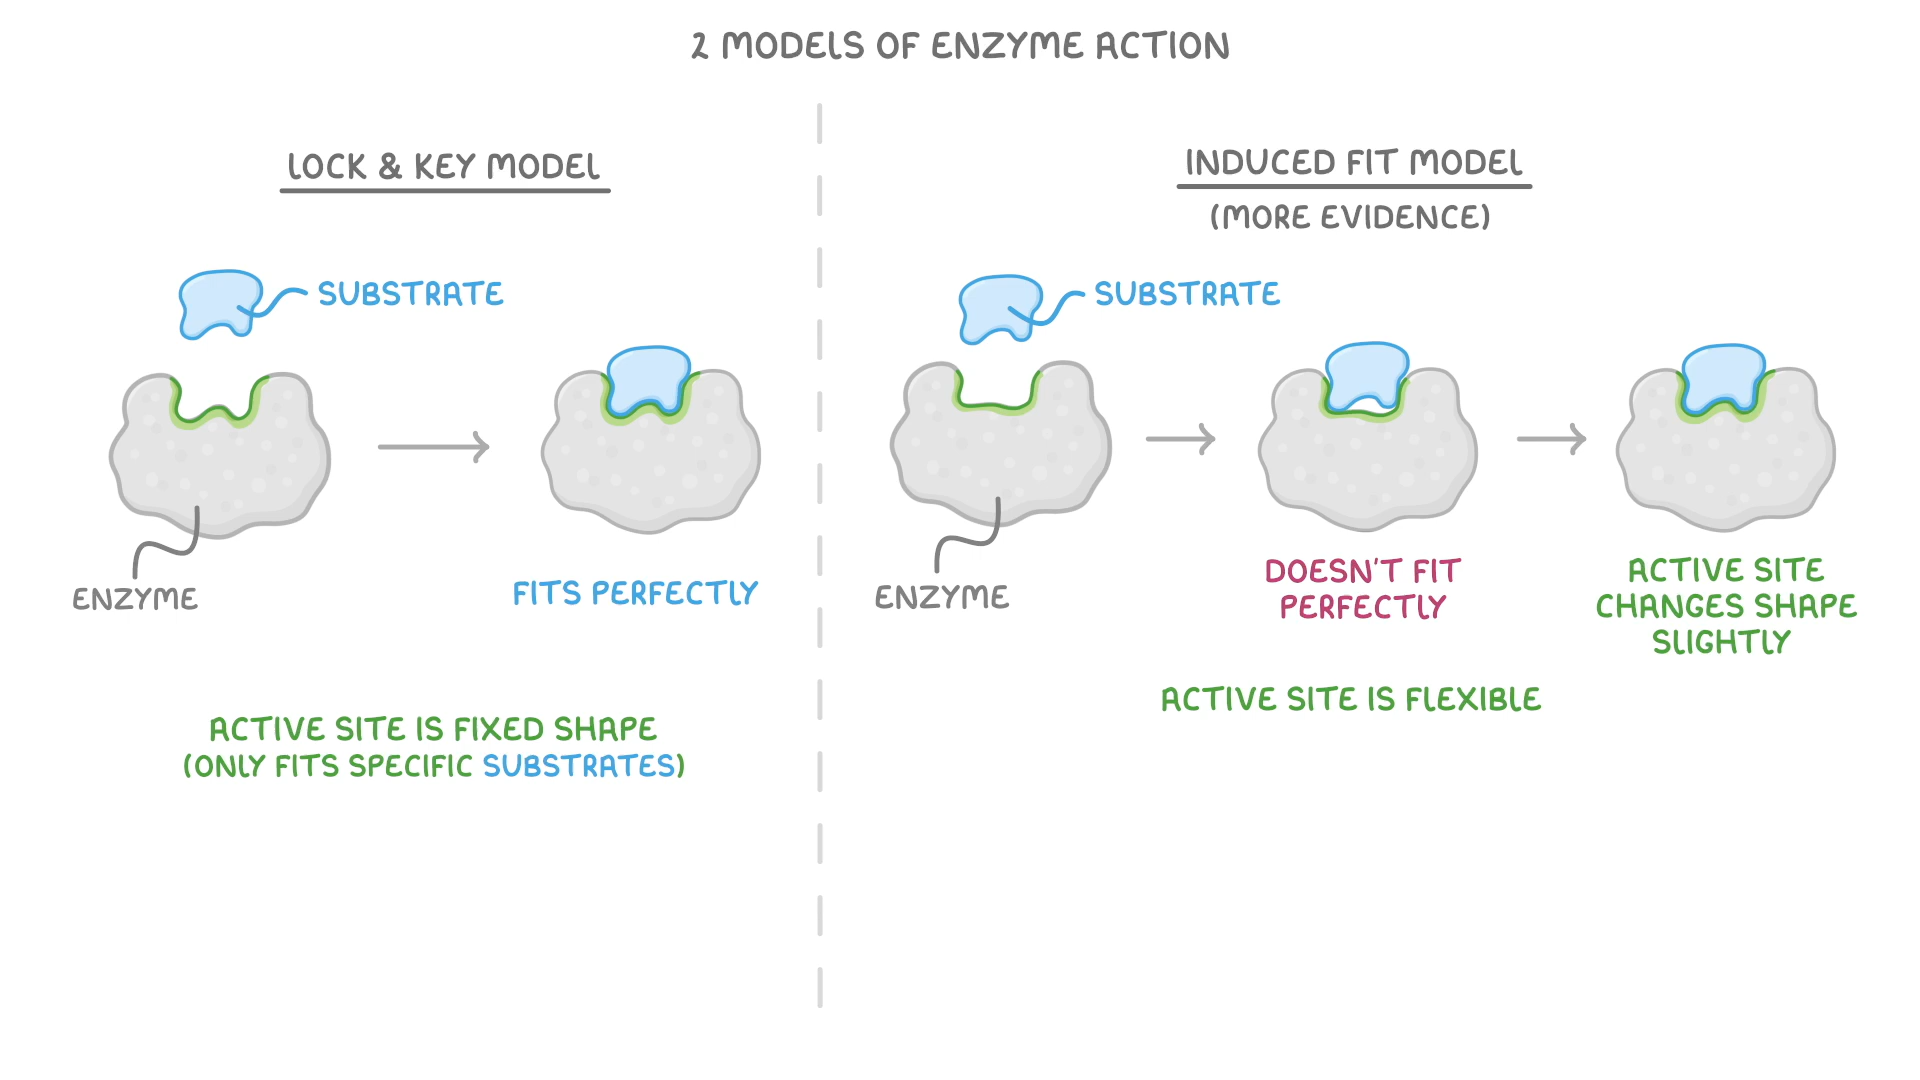 2 MODELS OF ENZYME ACTION
LOCK & KEY MODEL
SUBSTRATE
ENZYME
FITS PERFECTLY
ACTIVE SITE IS FIXED SHAPE
(ONLY FITS SPECIFIC SUBSTRATES)
INDUCED FIT MODEL
(MORE EVIDENCE)
SUBSTRATE
ENZYME
DOESN'T FIT
PERFECTLY
ACTIVE SITE
CHANGES SHAPE
SLIGHTLY
ACTIVE SITE IS FLEXIBLE